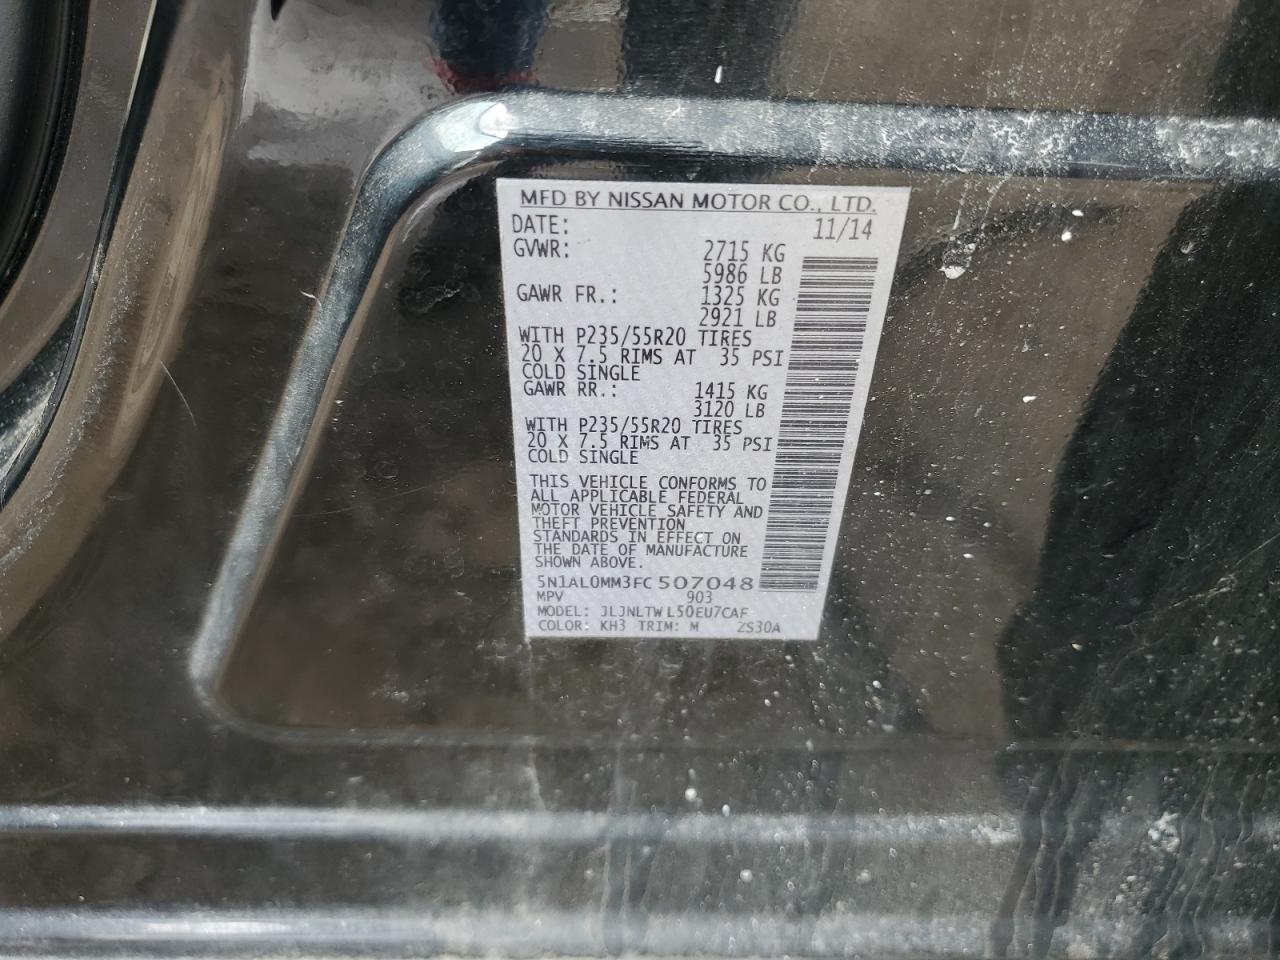 MFD BY NISSAN MOTOR CO., LTD.
DATE: 11/14
GVWR: 2715 KG
5986 LB
GAWR FR.: 1325 KG
2921 LB
WITH P235/55R20 TIRES
20 X 7.5 RIMS AT 35 PSI
COLD SINGLE
GAWR RR.: 1415 KG
3120 LB
WITH P235/55R20 TIRES
20 X 7.5 RIMS AT 35 PSI
COLD SINGLE
THIS VEHICLE CONFORMS TO
ALL APPLICABLE FEDERAL
MOTOR VEHICLE SAFETY AND
THEFT PREVENTION
STANDARDS IN EFFECT ON
THE DATE OF MANUFACTURE
SHOWN ABOVE.
5N1AL0MM3FC507048
MPV 903
MODEL: JLJNLTWL50EU7CAF
COLOR: KH3 TRIM: M 2S30A